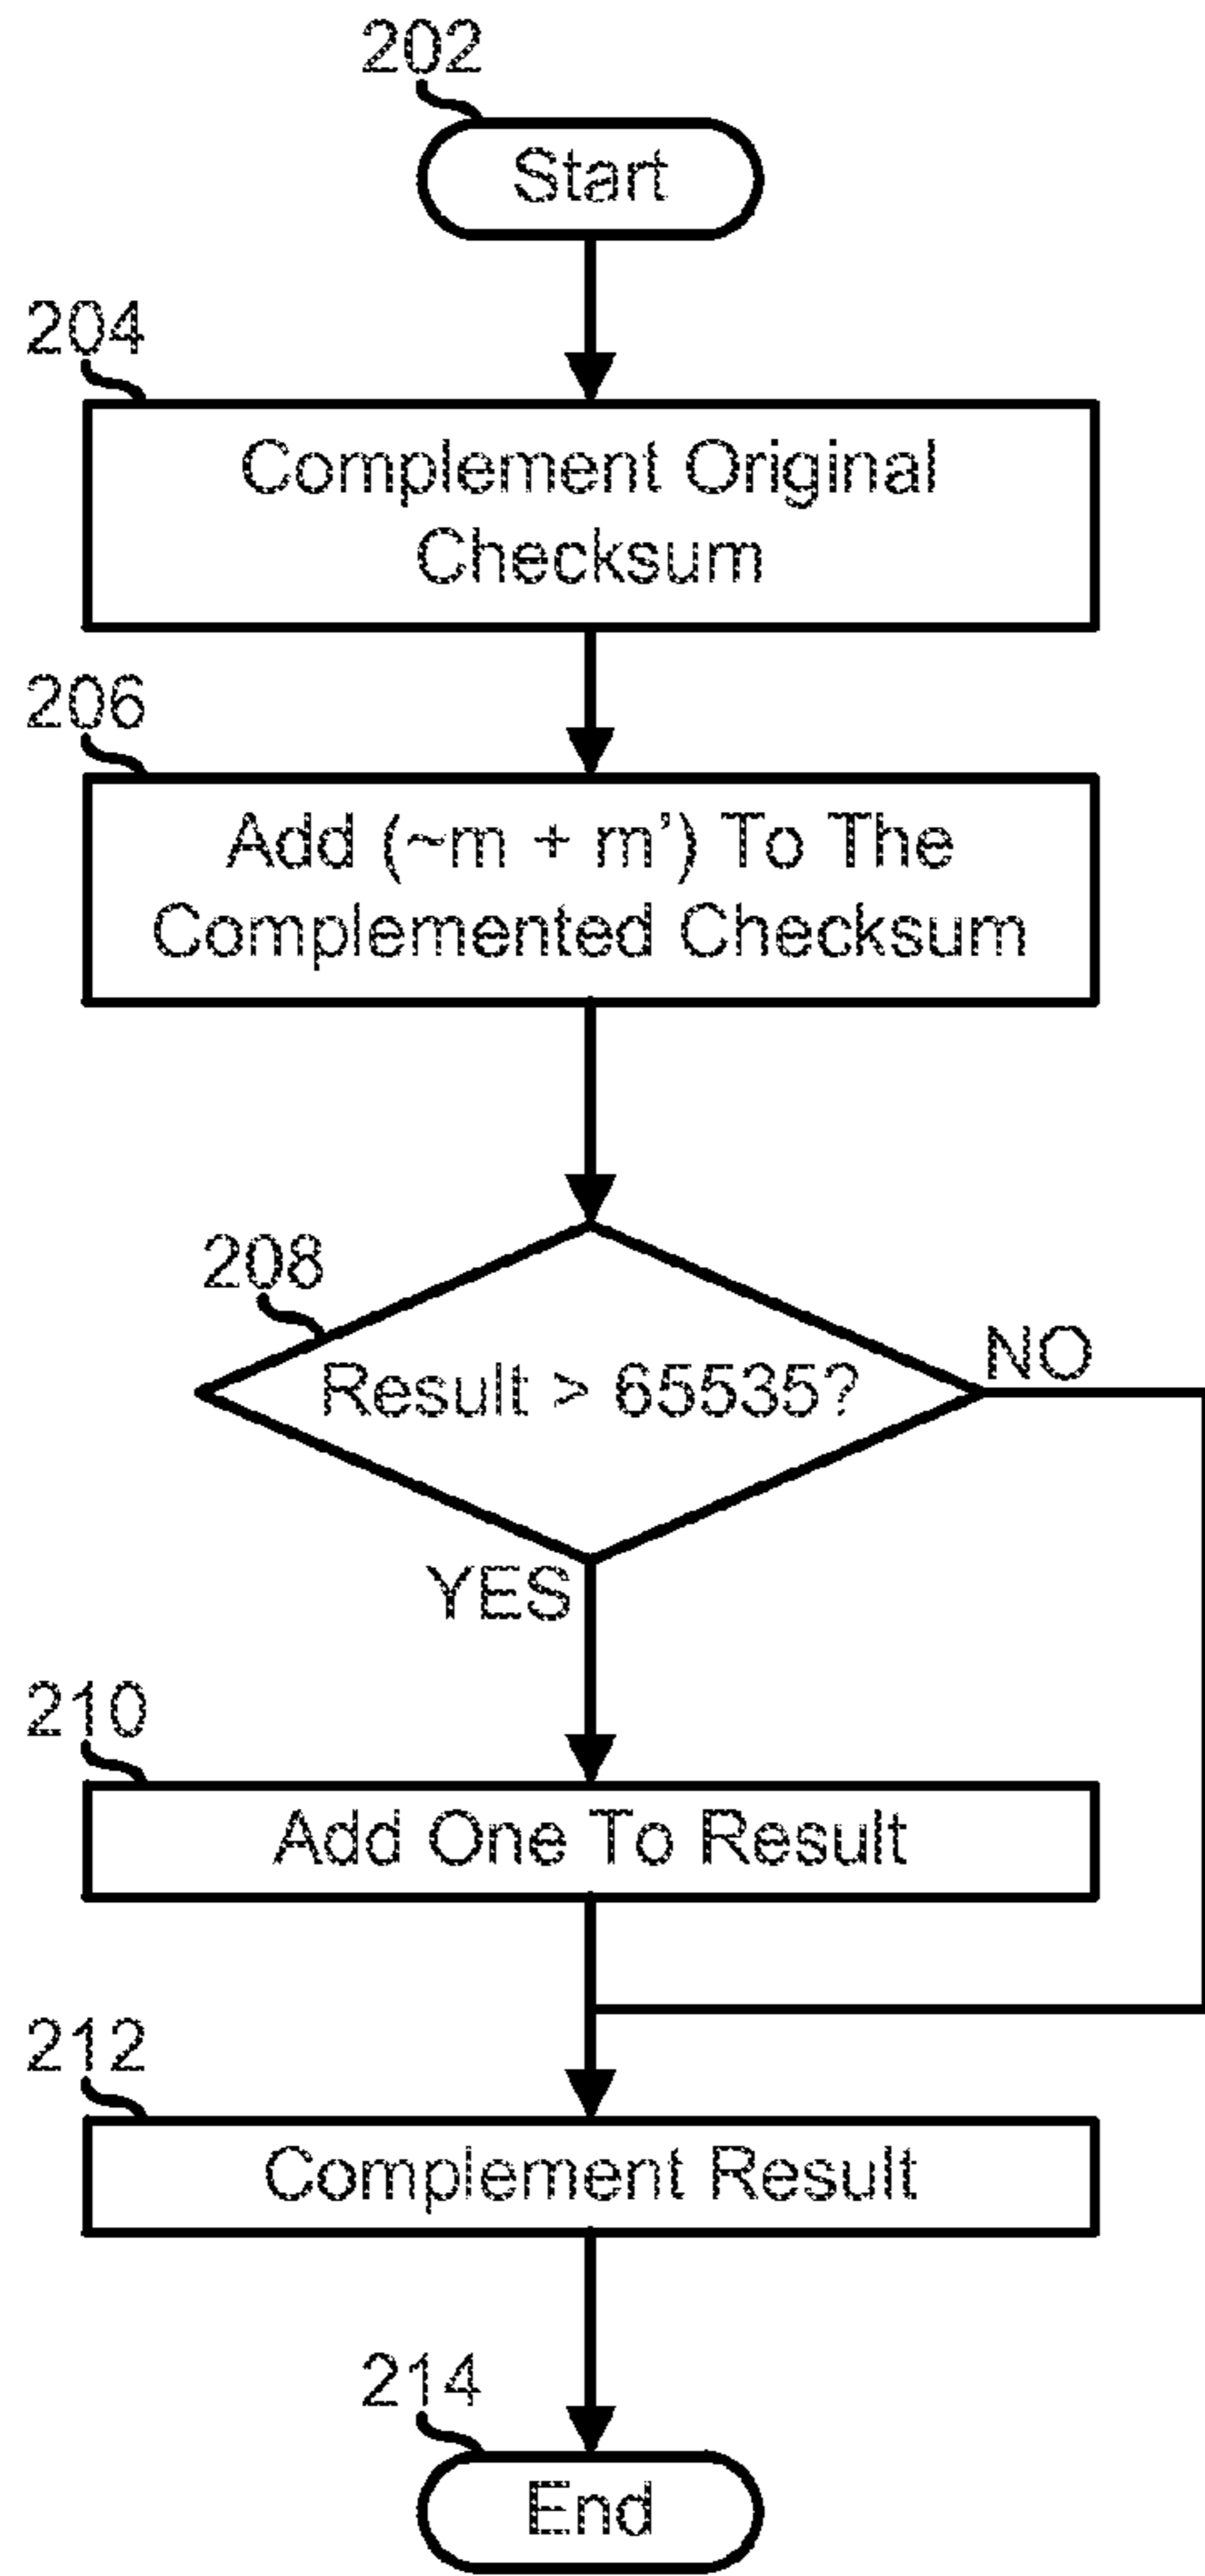 202
Start
204
Complement Original
Checksum
206
Add (~m + m’) To The
Complemented Checksum
208
Result > 65535?
NO
YES
210
Add One To Result
212
Complement Result
214
End